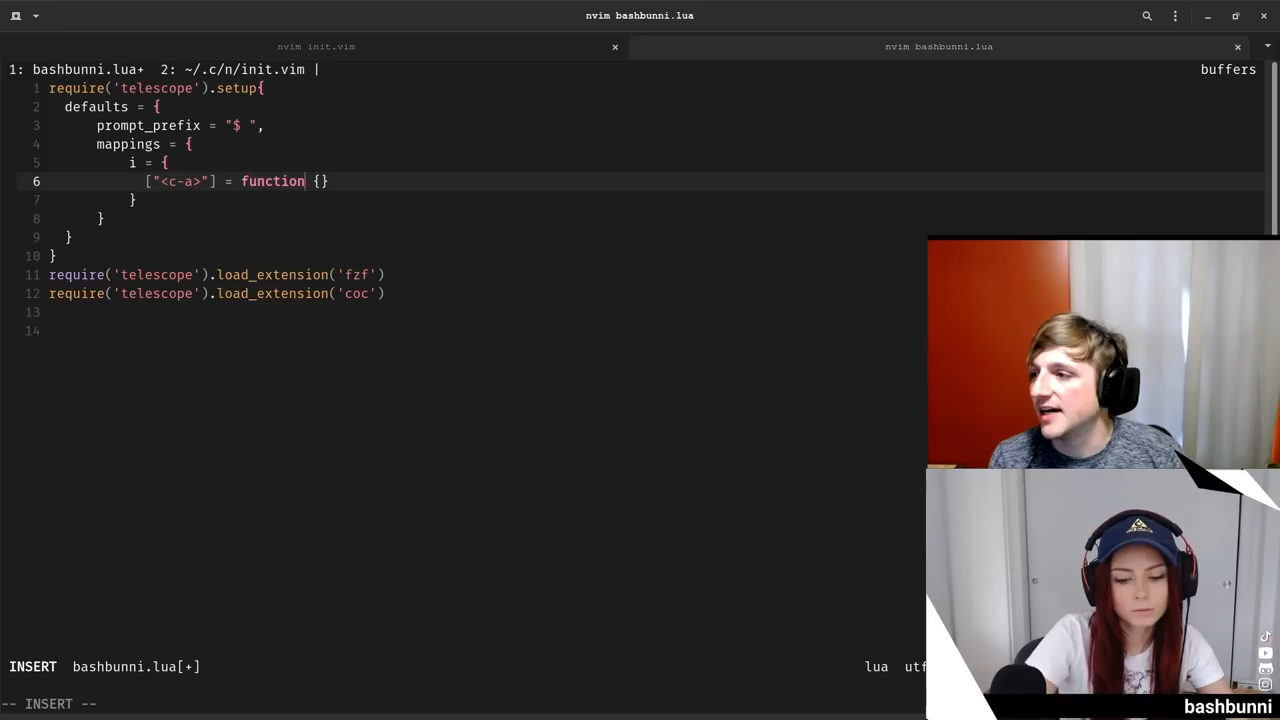 nvim bashbunni.lua
nvim init.vim
nvim bashbunni.lua
1: bashbunni.lua+  2: ~/.c/n/init.vim |
buffers
1 require('telescope').setup{
2   defaults = {
3       prompt_prefix = "$ ",
4       mappings = {
5           i = {
6             ["<c-a>"] = function {}
7           }
8       }
9   }
10 }
11 require('telescope').load_extension('fzf')
12 require('telescope').load_extension('coc')
13
14
INSERT  bashbunni.lua[+]
lua  utf
-- INSERT --
bashbunni